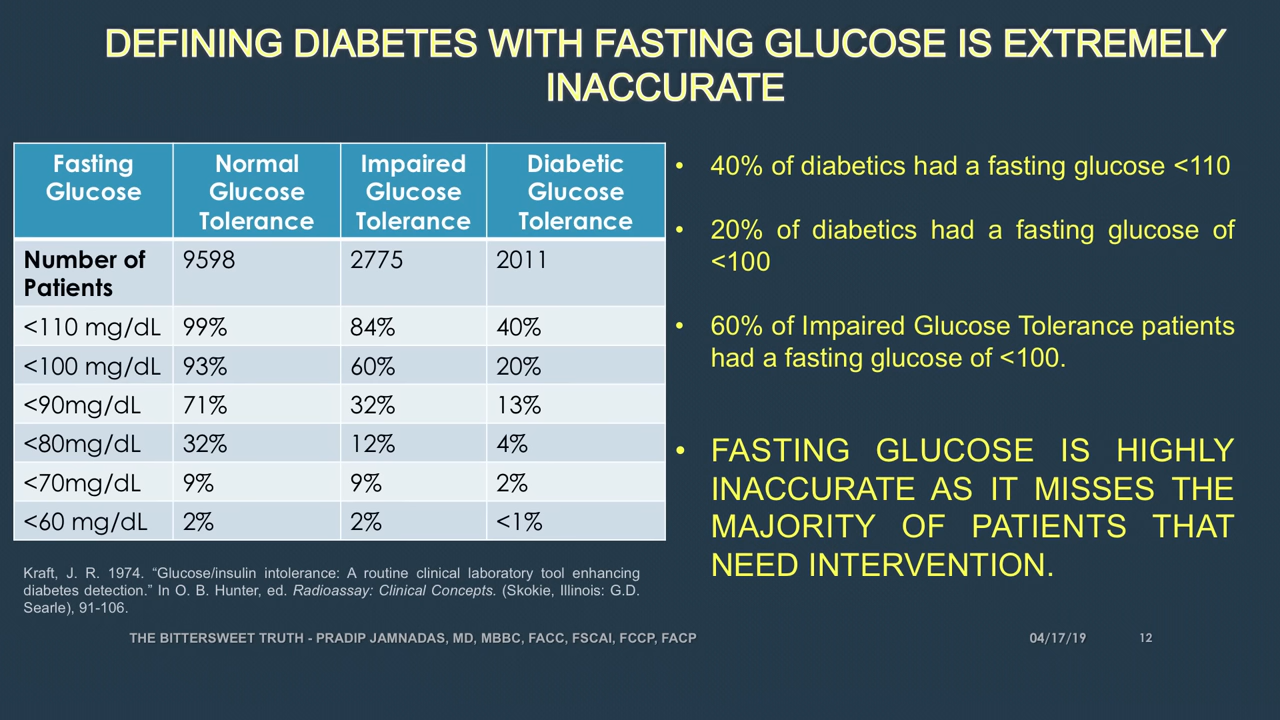 DEFINING DIABETES WITH FASTING GLUCOSE IS EXTREMELY
INACCURATE
Fasting Glucose | Normal Glucose Tolerance | Impaired Glucose Tolerance | Diabetic Glucose Tolerance
Number of Patients | 9598 | 2775 | 2011
<110 mg/dL | 99% | 84% | 40%
<100 mg/dL | 93% | 60% | 20%
<90mg/dL | 71% | 32% | 13%
<80mg/dL | 32% | 12% | 4%
<70mg/dL | 9% | 9% | 2%
<60 mg/dL | 2% | 2% | <1%
Kraft, J. R. 1974. “Glucose/insulin intolerance: A routine clinical laboratory tool enhancing
diabetes detection.” In O. B. Hunter, ed. Radioassay: Clinical Concepts. (Skokie, Illinois: G.D.
Searle), 91-106.
• 40% of diabetics had a fasting glucose <110
• 20% of diabetics had a fasting glucose of
<100
• 60% of Impaired Glucose Tolerance patients
had a fasting glucose of <100.
• FASTING GLUCOSE IS HIGHLY
INACCURATE AS IT MISSES THE
MAJORITY OF PATIENTS THAT
NEED INTERVENTION.
THE BITTERSWEET TRUTH - PRADIP JAMNADAS, MD, MBBC, FACC, FSCAI, FCCP, FACP
04/17/19
12